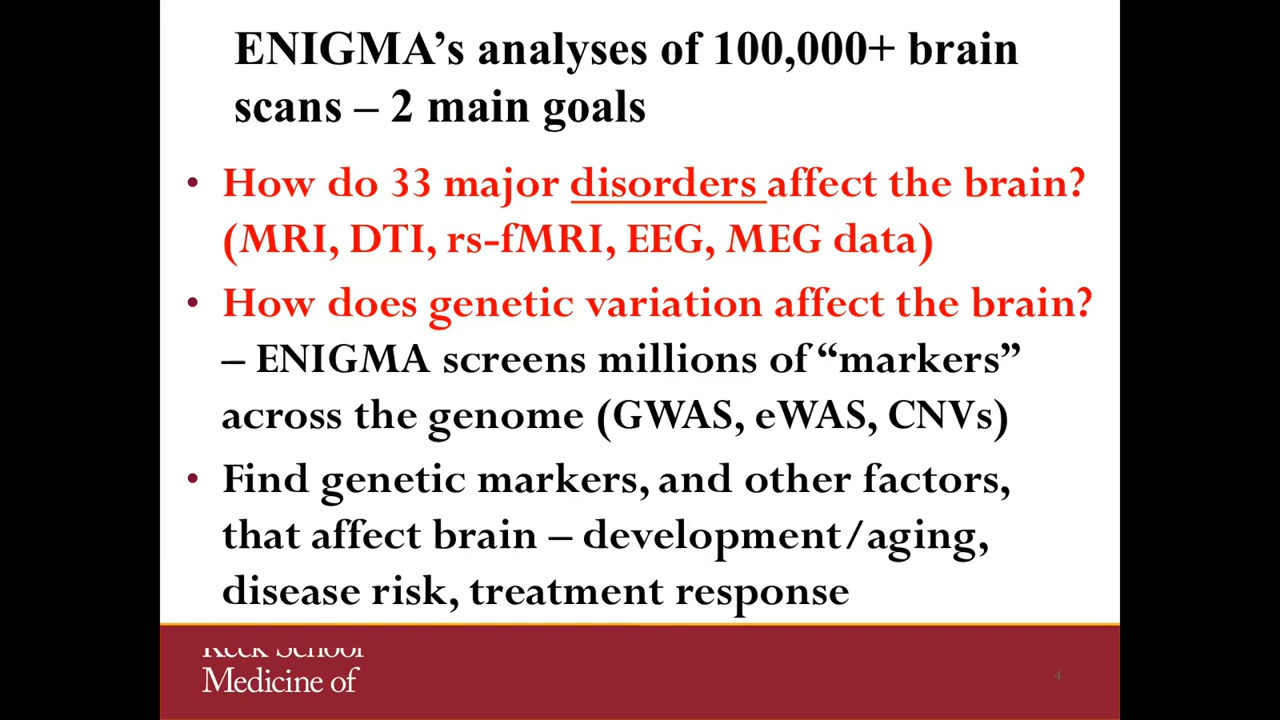 ENIGMA’s analyses of 100,000+ brain
scans – 2 main goals
• How do 33 major disorders affect the brain?
(MRI, DTI, rs-fMRI, EEG, MEG data)
• How does genetic variation affect the brain?
– ENIGMA screens millions of “markers”
across the genome (GWAS, eWAS, CNVs)
• Find genetic markers, and other factors,
that affect brain – development/aging,
disease risk, treatment response
Keck School
Medicine of
4